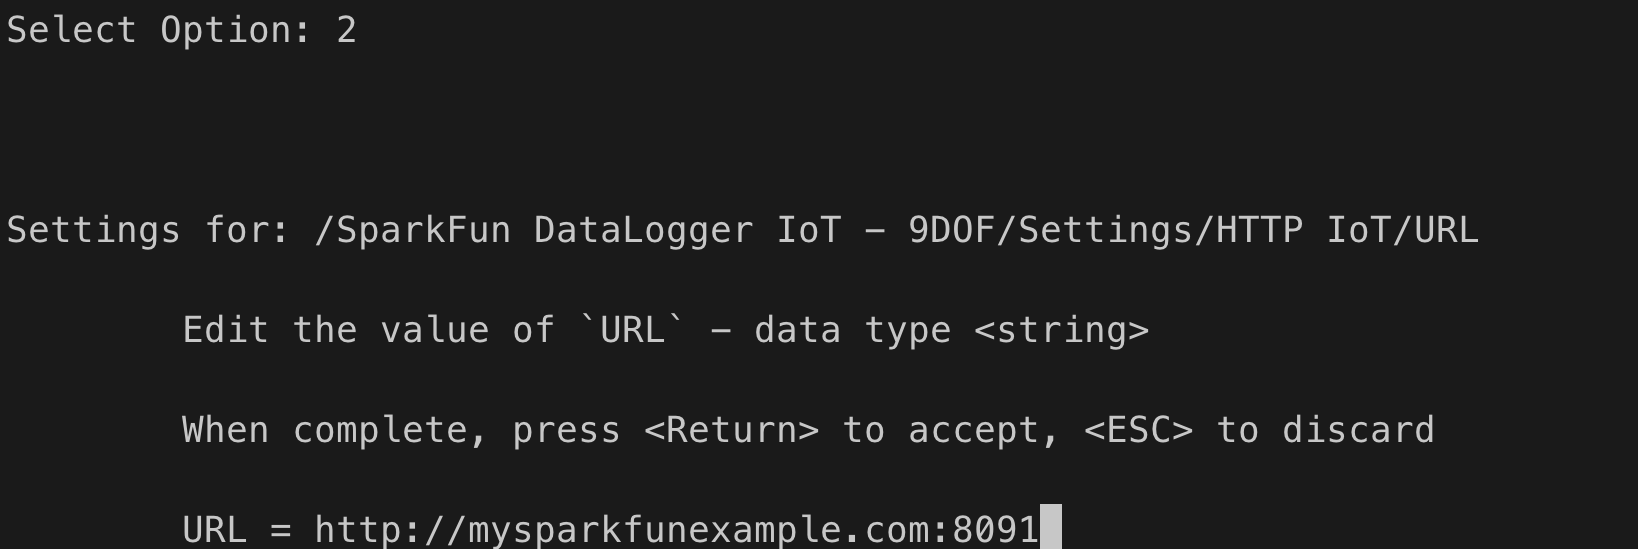 Select Option: 2
Settings for: /SparkFun DataLogger IoT – 9DOF/Settings/HTTP IoT/URL
Edit the value of `URL` – data type <string>
When complete, press <Return> to accept, <ESC> to discard
URL = http://mysparkfunexample.com:8091